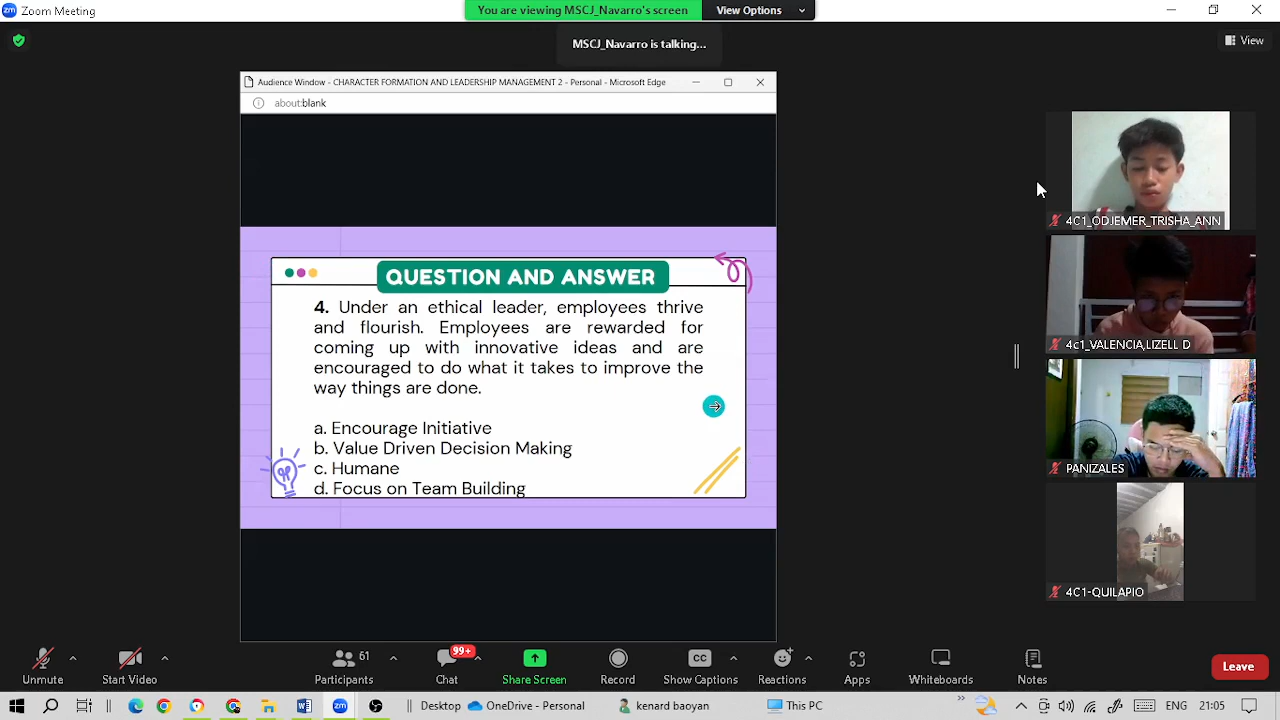 Zoom Meeting
You are viewing MSCJ_Navarro's screen
View Options
MSCJ_Navarro is talking...
View
Audience Window - CHARACTER FORMATION AND LEADERSHIP MANAGEMENT 2 - Personal - Microsoft Edge
about:blank
QUESTION AND ANSWER
4. Under an ethical leader, employees thrive
and flourish. Employees are rewarded for
coming up with innovative ideas and are
encouraged to do what it takes to improve the
way things are done.
a. Encourage Initiative
b. Value Driven Decision Making
c. Humane
d. Focus on Team Building
4C1_ODJEMER_TRISHA_ANN
4c1_VALENCIA,LIZELL D
PANIZALES
4C1-QUILAPIO
Unmute
Start Video
61
Participants
99+
Chat
Share Screen
Record
CC
Show Captions
Reactions
Apps
Whiteboards
Notes
Leave
zm
Desktop
OneDrive - Personal
kenard baoyan
This PC
ENG
21:05